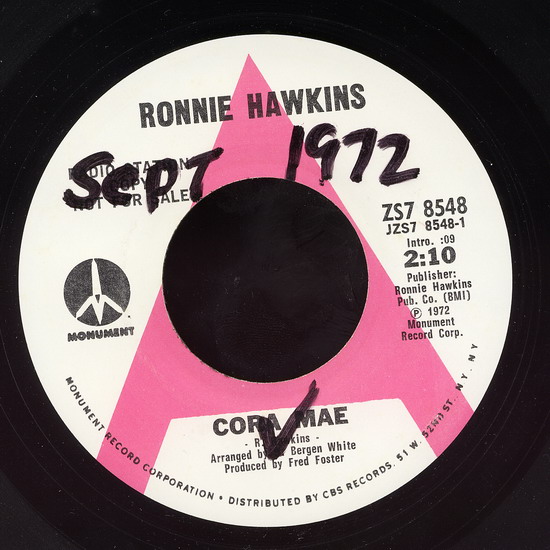 RONNIE HAWKINS
SEPT 1972
NOT FOR SALE
ZS7 8548
JZS7 8548-1
Intro. :09
2:10
Publisher:
Ronnie Hawkins
Pub. Co. (BMI)
Ⓟ 1972
Monument
Record Corp.
MONUMENT
CORA MAE
Arranged Bergen White
Produced by Fred Foster
MONUMENT RECORD CORPORATION • DISTRIBUTED BY CBS RECORDS. 51 W. 52ND ST., N.Y. NY